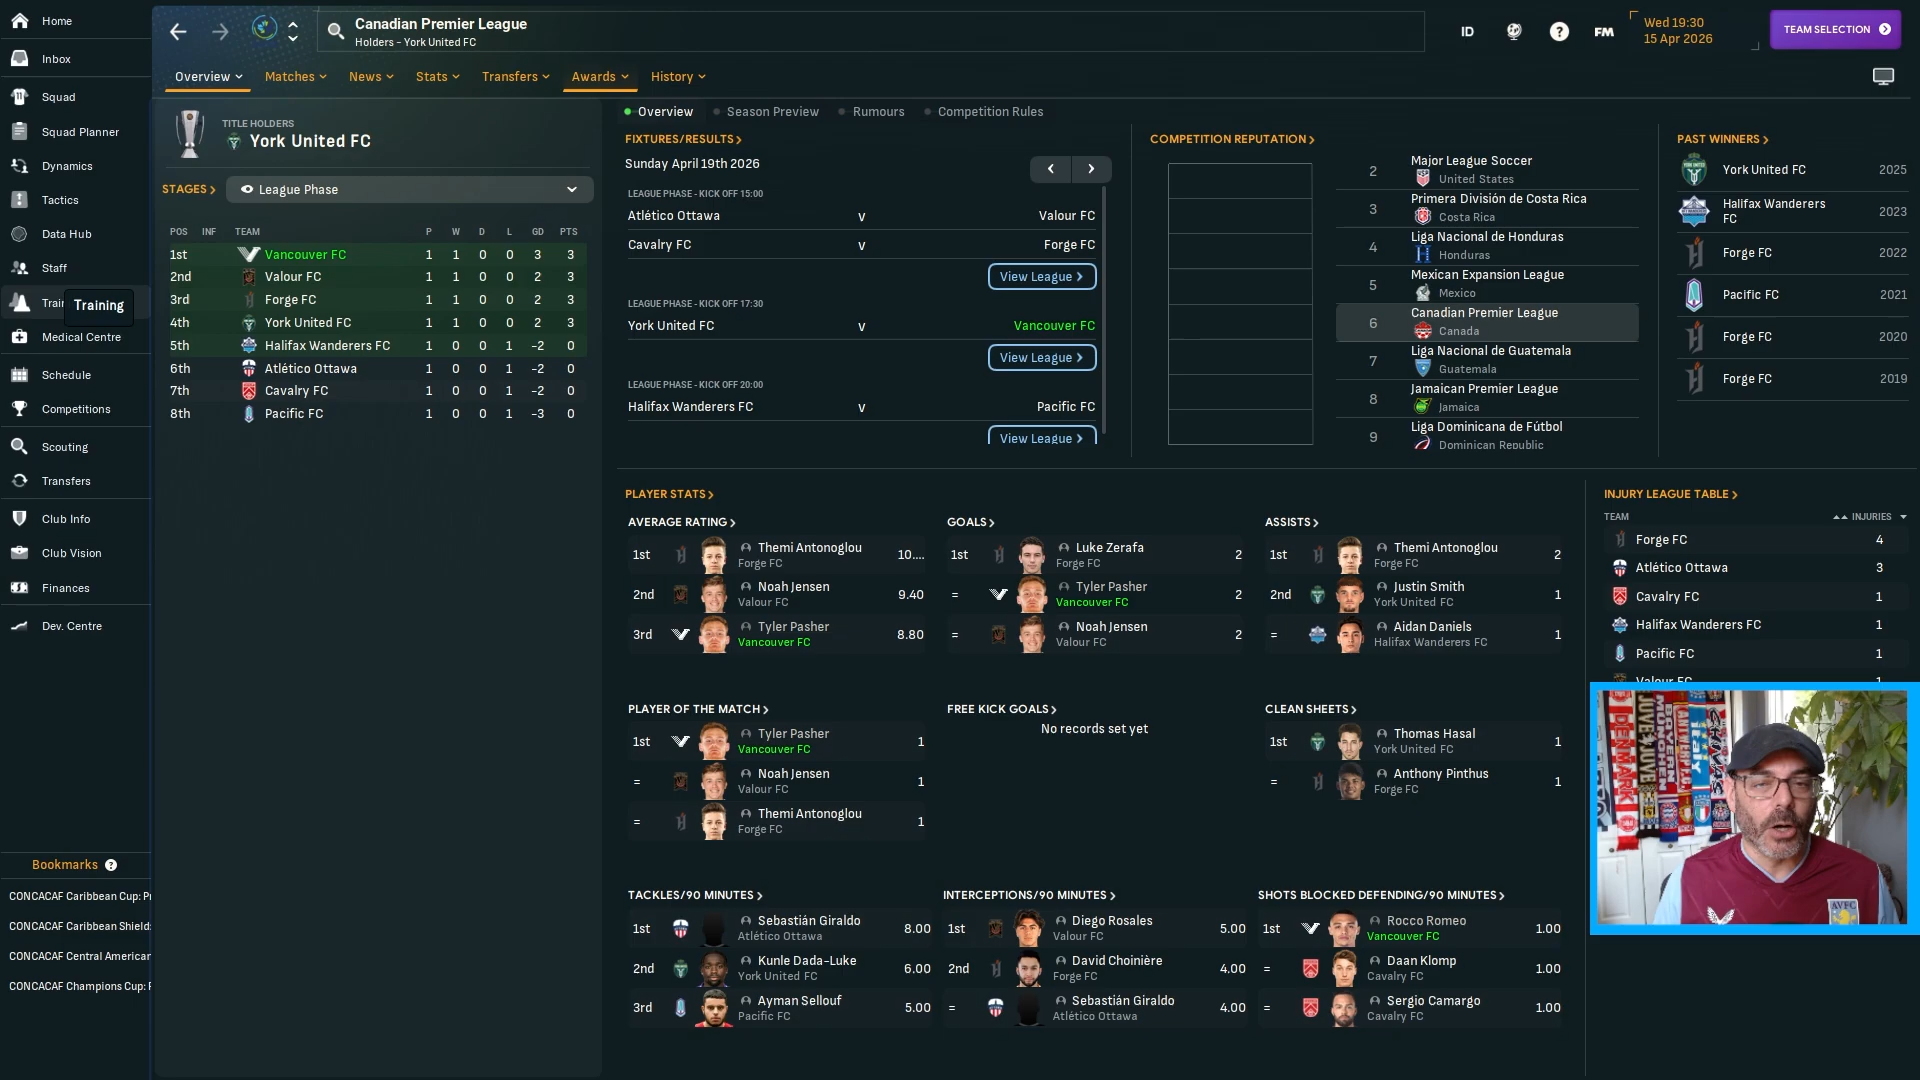 Home
Inbox
Squad
Squad Planner
Dynamics
Tactics
Data Hub
Staff
Training
Medical Centre
Schedule
Competitions
Scouting
Transfers
Club Info
Club Vision
Finances
Dev. Centre
Bookmarks ?
CONCACAF Caribbean Cup: P
CONCACAF Caribbean Shield:
CONCACAF Central American
CONCACAF Champions Cup:
Canadian Premier League
Holders - York United FC
ID
?
FM
Wed 19:30
15 Apr 2026
TEAM SELECTION
Overview Matches News Stats Transfers Awards History
TITLE HOLDERS
York United FC
STAGES > League Phase
POS INF TEAM P W D L GD PTS
1st Vancouver FC 1 1 0 0 3 3
2nd Valour FC 1 1 0 0 2 3
3rd Forge FC 1 1 0 0 2 3
4th York United FC 1 1 0 0 2 3
5th Halifax Wanderers FC 1 0 0 1 -2 0
6th Atlético Ottawa 1 0 0 1 -2 0
7th Cavalry FC 1 0 0 1 -2 0
8th Pacific FC 1 0 0 1 -3 0
Overview Season Preview Rumours Competition Rules
FIXTURES/RESULTS >
Sunday April 19th 2026
LEAGUE PHASE - KICK OFF 15:00
Atlético Ottawa v Valour FC
Cavalry FC v Forge FC
View League >
LEAGUE PHASE - KICK OFF 17:30
York United FC v Vancouver FC
View League >
LEAGUE PHASE - KICK OFF 20:00
Halifax Wanderers FC v Pacific FC
View League >
COMPETITION REPUTATION >
2 Major League Soccer
United States
3 Primera División de Costa Rica
Costa Rica
4 Liga Nacional de Honduras
Honduras
5 Mexican Expansion League
Mexico
6 Canadian Premier League
Canada
7 Liga Nacional de Guatemala
Guatemala
8 Jamaican Premier League
Jamaica
9 Liga Dominicana de Fútbol
Dominican Republic
PAST WINNERS >
York United FC 2025
Halifax Wanderers FC 2023
Forge FC 2022
Pacific FC 2021
Forge FC 2020
Forge FC 2019
PLAYER STATS >
AVERAGE RATING >
1st Themi Antonoglou 10....
Forge FC
2nd Noah Jensen 9.40
Valour FC
3rd Tyler Pasher 8.80
Vancouver FC
GOALS >
1st Luke Zerafa 2
Forge FC
= Tyler Pasher 2
Vancouver FC
= Noah Jensen 2
Valour FC
ASSISTS >
1st Themi Antonoglou 2
Forge FC
2nd Justin Smith 1
York United FC
= Aidan Daniels 1
Halifax Wanderers FC
PLAYER OF THE MATCH >
1st Tyler Pasher 1
Vancouver FC
= Noah Jensen 1
Valour FC
= Themi Antonoglou 1
Forge FC
FREE KICK GOALS >
No records set yet
CLEAN SHEETS >
1st Thomas Hasal 1
York United FC
= Anthony Pinthus 1
Forge FC
TACKLES/90 MINUTES >
1st Sebastián Giraldo 8.00
Atlético Ottawa
2nd Kunle Dada-Luke 6.00
York United FC
3rd Ayman Sellouf 5.00
Pacific FC
INTERCEPTIONS/90 MINUTES >
1st Diego Rosales 5.00
Valour FC
2nd David Choinière 4.00
Forge FC
= Sebastián Giraldo 4.00
Atlético Ottawa
SHOTS BLOCKED DEFENDING/90 MINUTES >
1st Rocco Romeo 1.00
Vancouver FC
= Daan Klomp 1.00
Cavalry FC
= Sergio Camargo 1.00
Cavalry FC
INJURY LEAGUE TABLE >
TEAM INJURIES
Forge FC 4
Atlético Ottawa 3
Cavalry FC 1
Halifax Wanderers FC 1
Pacific FC 1
Valour FC 1
DENMARK
JUVE
BAYERN MUNCHEN
Italy
AVFC